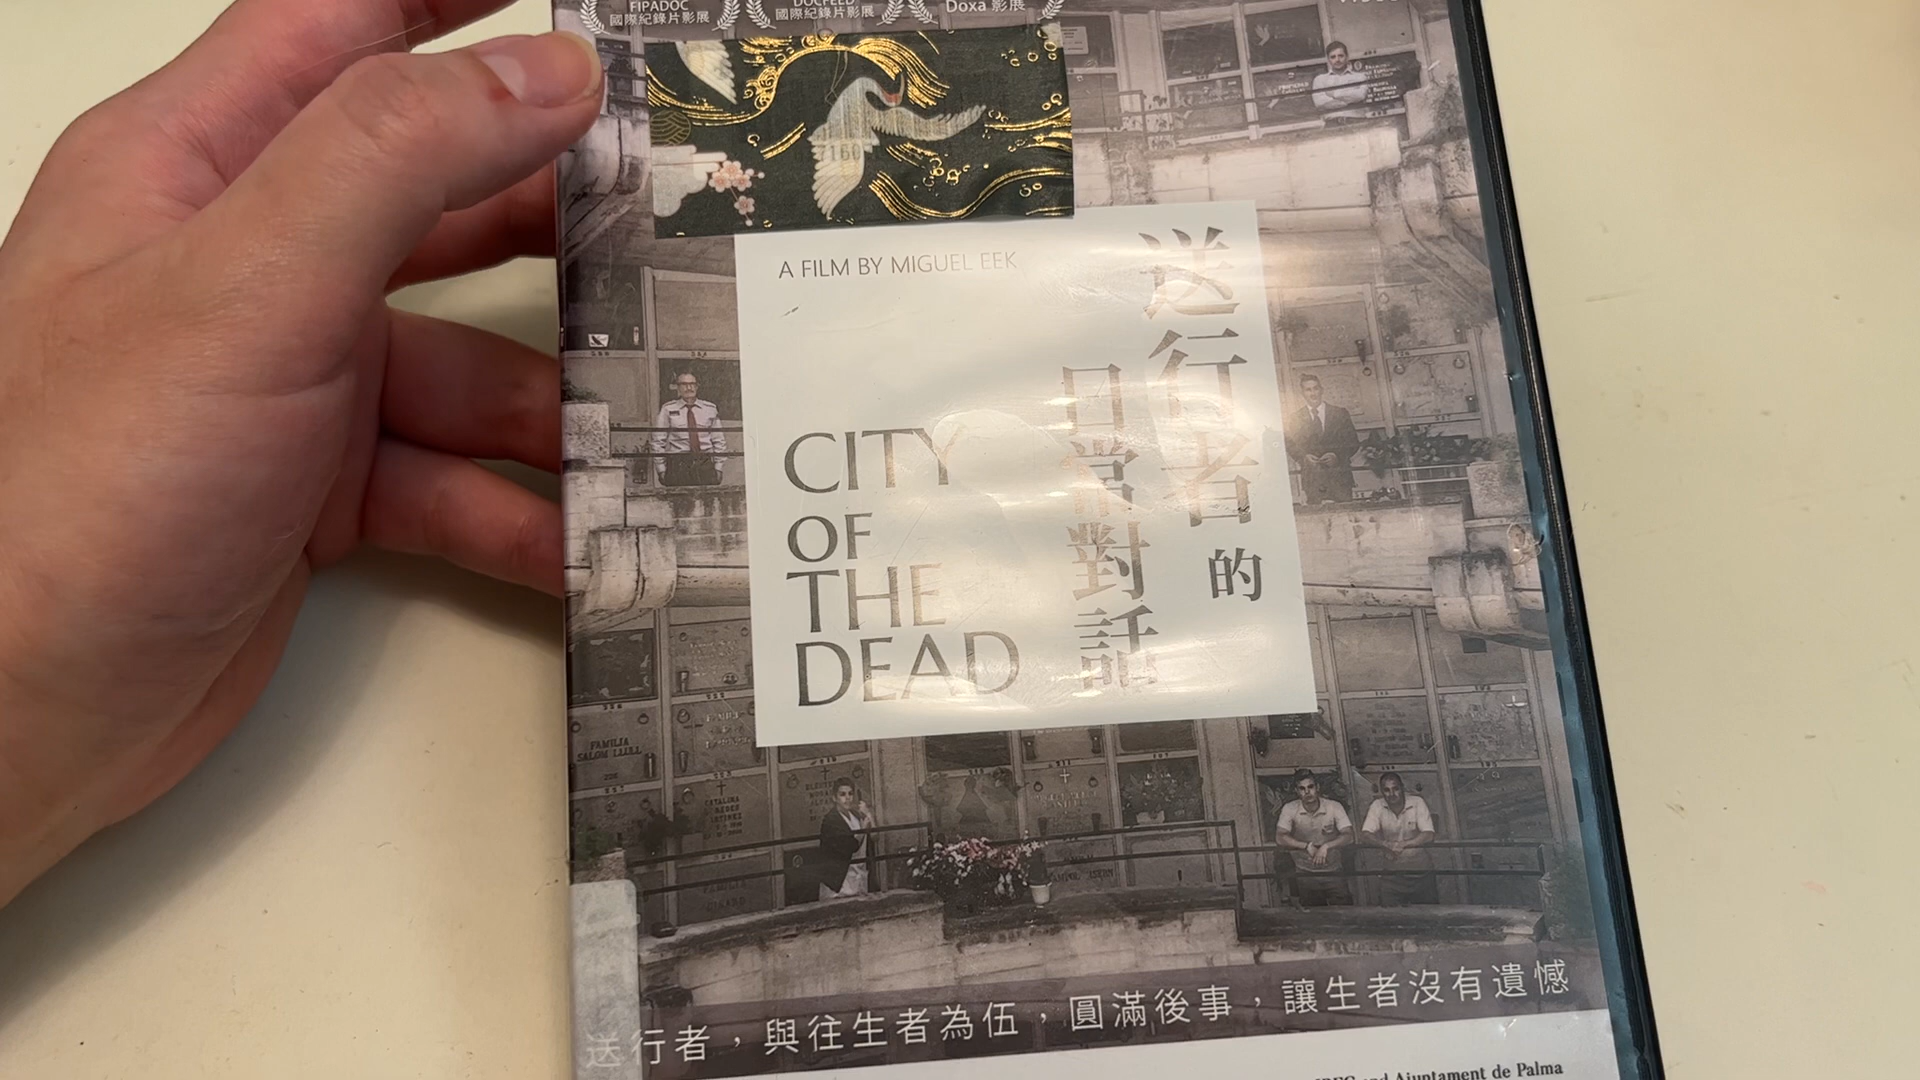 FIPADOC
國際紀錄片影展
DOCFEED
國際紀錄片影展
Doxa 影展
A FILM BY MIGUEL EEK
送行者的
日常對話
CITY
OF
THE
DEAD
FAMILIA
送行者，與往生者為伍，圓滿後事，讓生者沒有遺憾
and Ajuntament de Palma